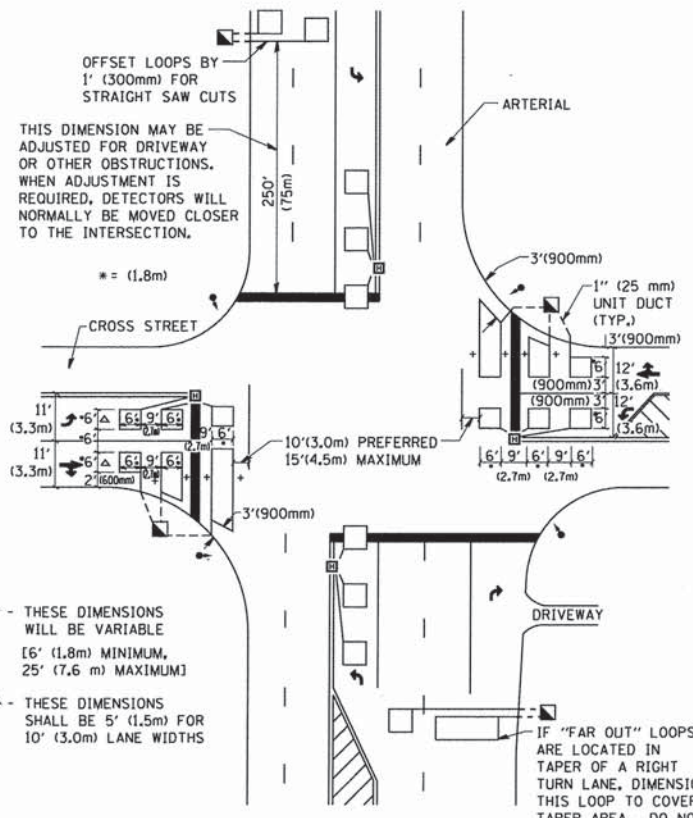 OFFSET LOOPS BY
1' (300mm) FOR
STRAIGHT SAW CUTS
ARTERIAL
THIS DIMENSION MAY BE
ADJUSTED FOR DRIVEWAY
OR OTHER OBSTRUCTIONS.
WHEN ADJUSTMENT IS
REQUIRED, DETECTORS WILL
NORMALLY BE MOVED CLOSER
TO THE INTERSECTION.
250'
(75m)
* = (1.8m)
H
3'(900mm)
1" (25 mm)
UNIT DUCT
(TYP.)
CROSS STREET
3'(900mm)
*6'
12'
(3.6m)
(900mm) 3'
(900mm) 3'
12'
(3.6m)
*6'
H
6' 9' 6' 9' 6'
* * *
(2.7m) (2.7m)
H
11'
(3.3m)
*6'
6' 9' 6'
(2.7m)
*6'
9' 6'
(2.7m)
11'
(3.3m)
*6'
6' 9' 6'
(2.7m)
2' (600mm)
10'(3.0m) PREFERRED
15'(4.5m) MAXIMUM
3'(900mm)
H
- THESE DIMENSIONS
WILL BE VARIABLE
[6' (1.8m) MINIMUM,
25' (7.6 m) MAXIMUM]
DRIVEWAY
- THESE DIMENSIONS
SHALL BE 5' (1.5m) FOR
10' (3.0m) LANE WIDTHS
IF "FAR OUT" LOOPS
ARE LOCATED IN
TAPER OF A RIGHT
TURN LANE, DIMENSIO
THIS LOOP TO COVER
TAPER AREA. DO NO